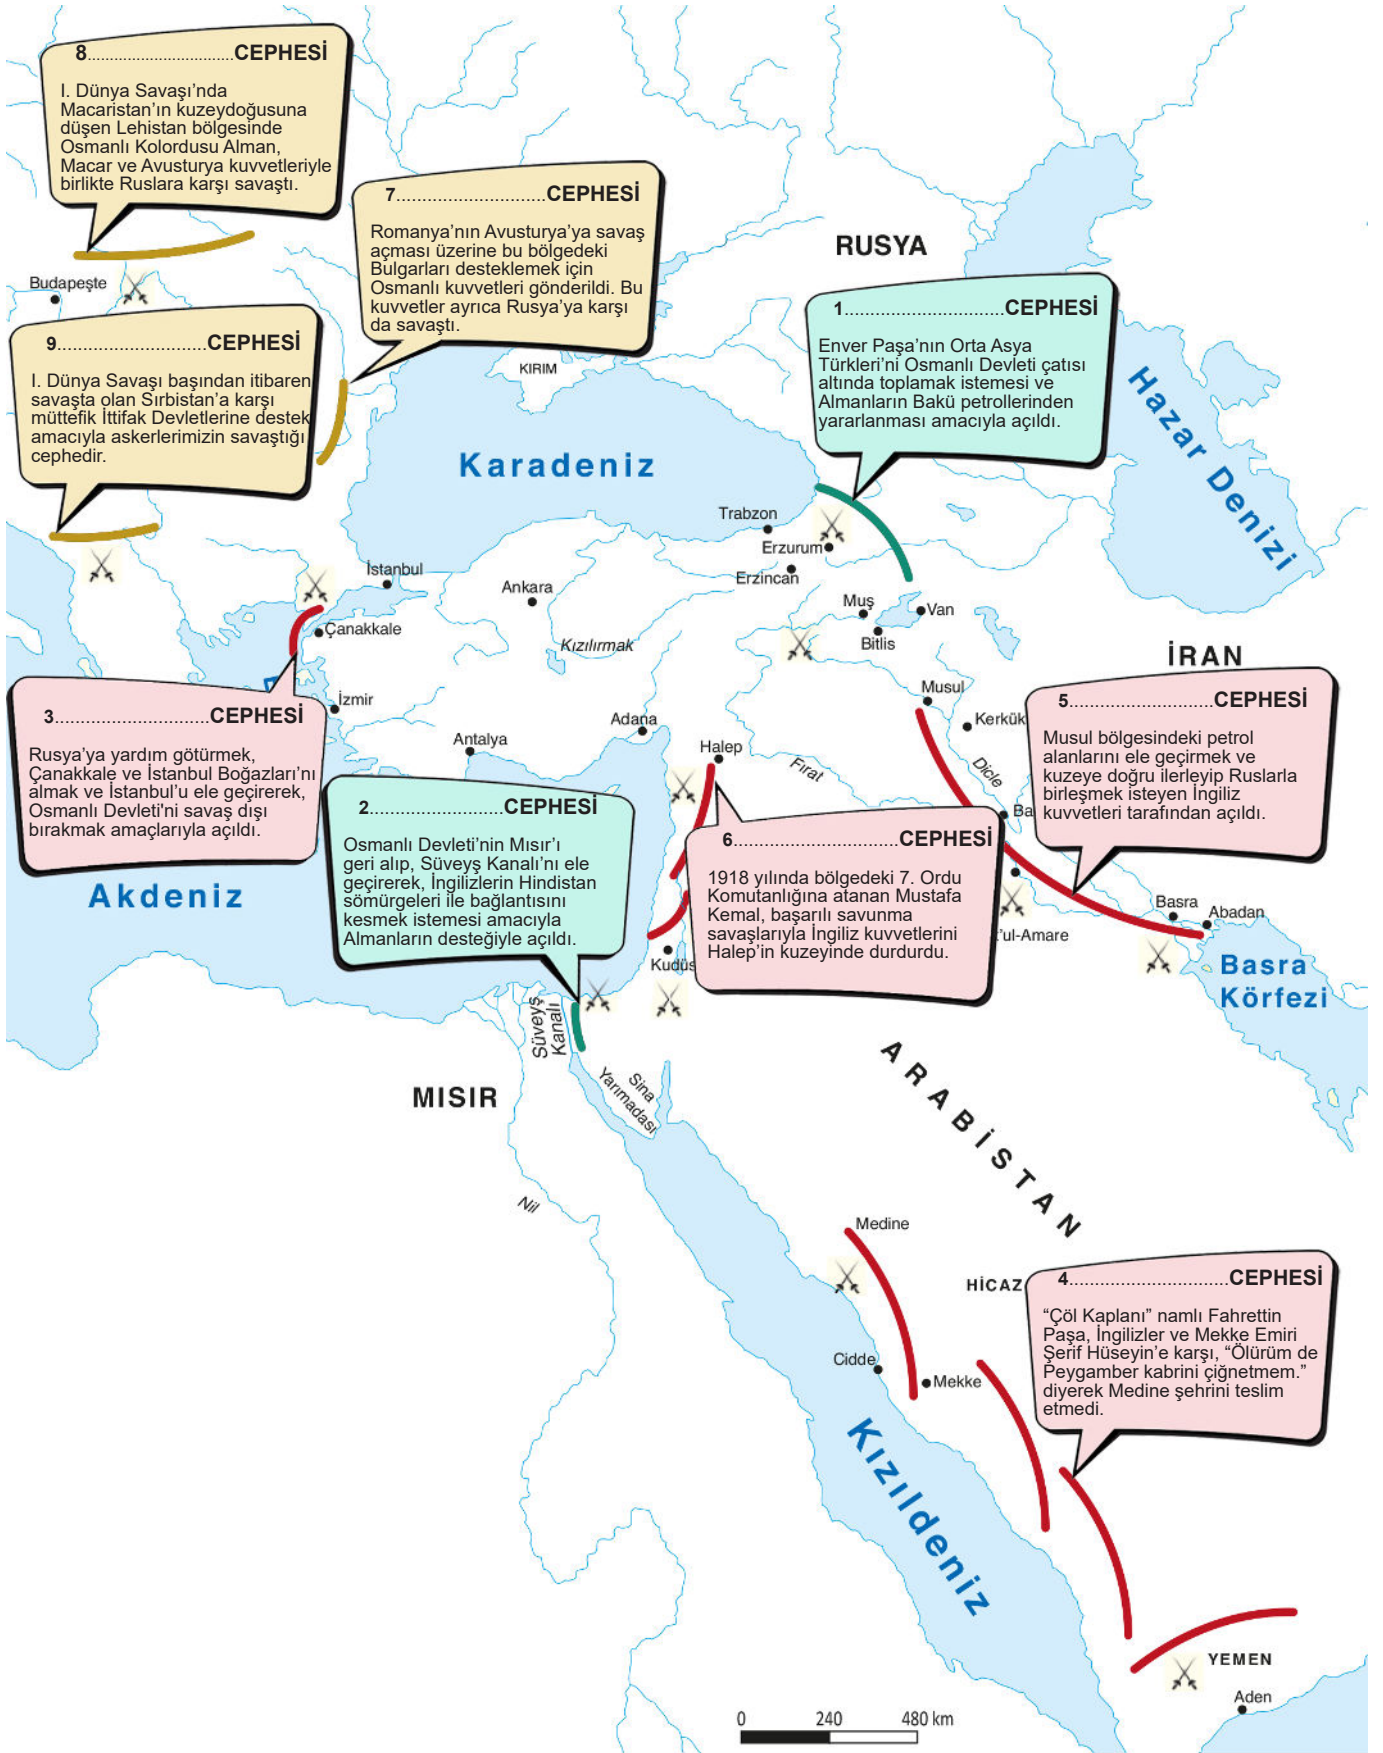 8................................CEPHESİ
I. Dünya Savaşı’nda
Macaristan’ın kuzeydoğusuna
düşen Lehistan bölgesinde
Osmanlı Kolordusu Alman,
Macar ve Avusturya kuvvetleriyle
birlikte Ruslara karşı savaştı.
7............................CEPHESİ
Romanya’nın Avusturya’ya savaş
açması üzerine bu bölgedeki
Bulgarları desteklemek için
Osmanlı kuvvetleri gönderildi. Bu
kuvvetler ayrıca Rusya’ya karşı
da savaştı.
RUSYA
Budapeşte
1..............................CEPHESİ
Enver Paşa’nın Orta Asya
Türkleri’ni Osmanlı Devleti çatısı
altında toplamak istemesi ve
Almanların Bakü petrollerinden
yararlanması amacıyla açıldı.
9............................CEPHESİ
I. Dünya Savaşı başından itibaren
savaşta olan Sırbistan’a karşı
müttefik İttifak Devletlerine destek
amacıyla askerlerimizin savaştığı
cephedir.
KIRIM
Karadeniz
Hazar Denizi
Trabzon
Erzurum
Erzincan
İstanbul
Ankara
Muş
Van
Bitlis
Çanakkale
Kızılırmak
İRAN
3.............................CEPHESİ
Rusya’ya yardım götürmek,
Çanakkale ve İstanbul Boğazları’nı
almak ve İstanbul’u ele geçirerek,
Osmanlı Devleti'ni savaş dışı
bırakmak amaçlarıyla açıldı.
İzmir
Antalya
Adana
Halep
Musul
Kerkük
Fırat
Dicle
Ba
5...........................CEPHESİ
Musul bölgesindeki petrol
alanlarını ele geçirmek ve
kuzeye doğru ilerleyip Ruslarla
birleşmek isteyen İngiliz
kuvvetleri tarafından açıldı.
2.........................CEPHESİ
Osmanlı Devleti’nin Mısır’ı
geri alıp, Süveyş Kanalı’nı ele
geçirerek, İngilizlerin Hindistan
sömürgeleri ile bağlantısını
kesmek istemesi amacıyla
Almanların desteğiyle açıldı.
6...............................CEPHESİ
1918 yılında bölgedeki 7. Ordu
Komutanlığına atanan Mustafa
Kemal, başarılı savunma
savaşlarıyla İngiliz kuvvetlerini
Halep’in kuzeyinde durdurdu.
Akdeniz
Basra
Abadan
t’ul-Amare
Kudüs
Basra
Körfezi
Süveyş
Kanalı
Sina
Yarımadası
MISIR
ARABİSTAN
Nil
Medine
HİCAZ
4..............................CEPHESİ
“Çöl Kaplanı” namlı Fahrettin
Paşa, İngilizler ve Mekke Emiri
Şerif Hüseyin’e karşı, “Ölürüm de
Peygamber kabrini çiğnetmem.”
diyerek Medine şehrini teslim
etmedi.
Cidde
Mekke
Kızıldeniz
YEMEN
Aden
0 240 480 km